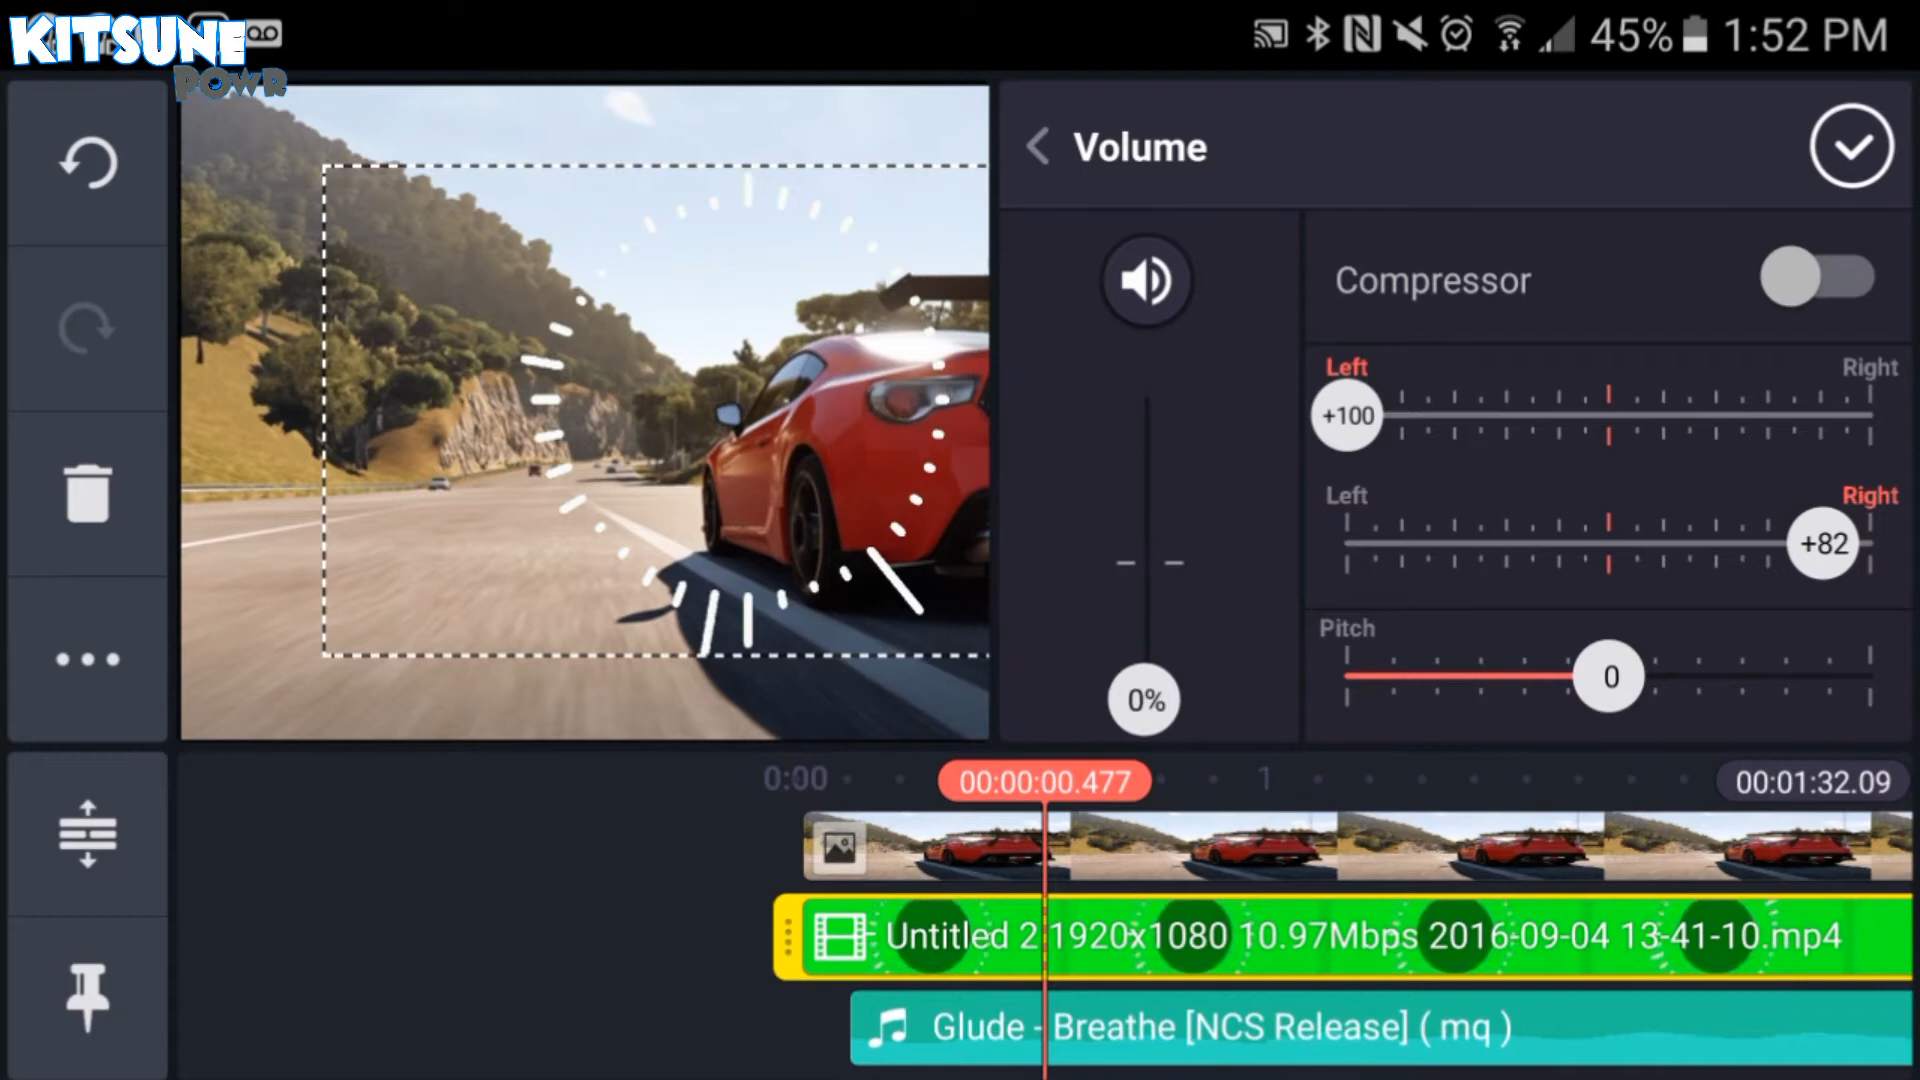 KITSUNE
POWR
45% 1:52 PM
Volume
Compressor
Left Right
+100
Left Right
+82
Pitch
0
0%
0:00 00:00:00.477 1 00:01:32.09
Untitled 2 1920x1080 10.97Mbps 2016-09-04 13-41-10.mp4
Glude - Breathe [NCS Release] ( mq )